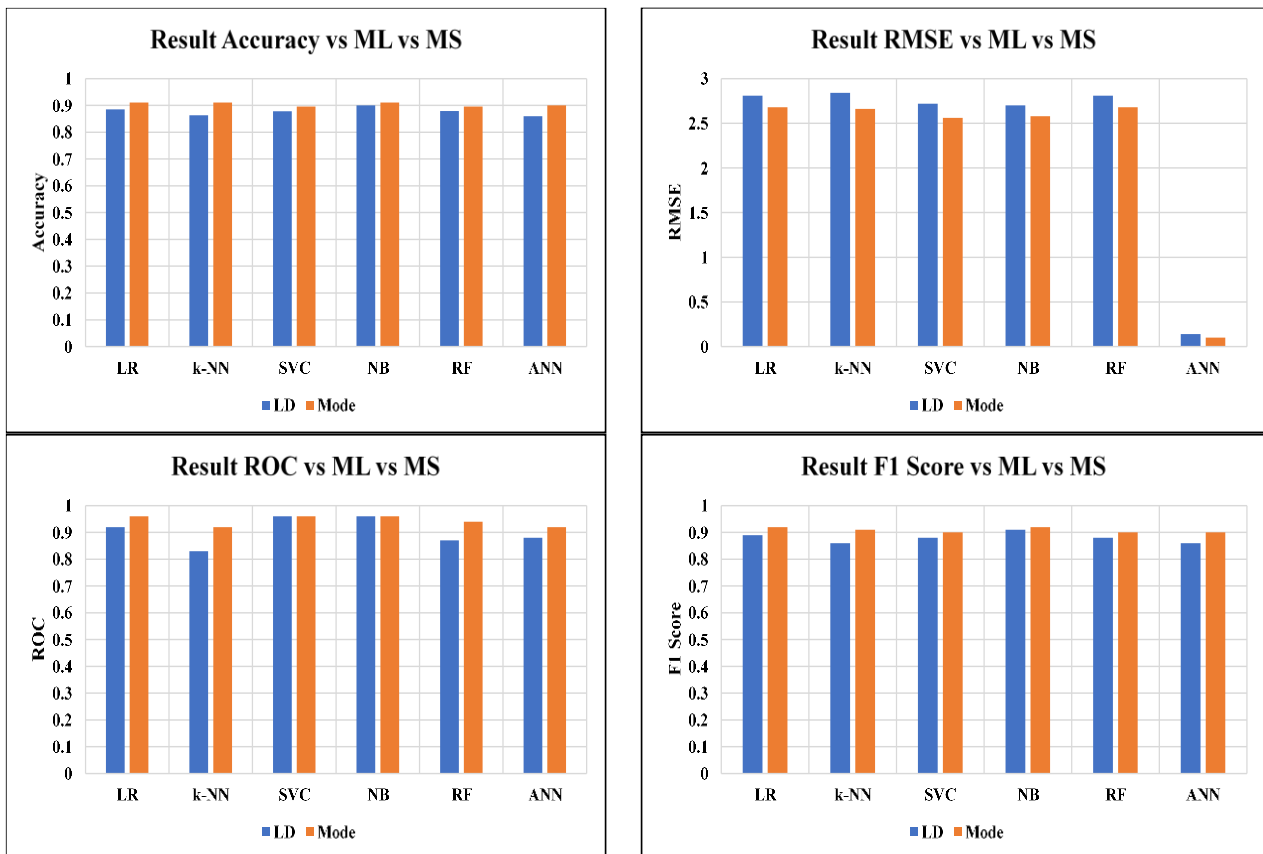 Result Accuracy vs ML vs MS
Accuracy
1
0.9
0.8
0.7
0.6
0.5
0.4
0.3
0.2
0.1
0
LR k-NN SVC NB RF ANN
LD Mode
Result RMSE vs ML vs MS
RMSE
3
2.5
2
1.5
1
0.5
0
LR k-NN SVC NB RF ANN
LD Mode
Result ROC vs ML vs MS
ROC
1
0.9
0.8
0.7
0.6
0.5
0.4
0.3
0.2
0.1
0
LR k-NN SVC NB RF ANN
LD Mode
Result F1 Score vs ML vs MS
F1 Score
1
0.9
0.8
0.7
0.6
0.5
0.4
0.3
0.2
0.1
0
LR k-NN SVC NB RF ANN
LD Mode